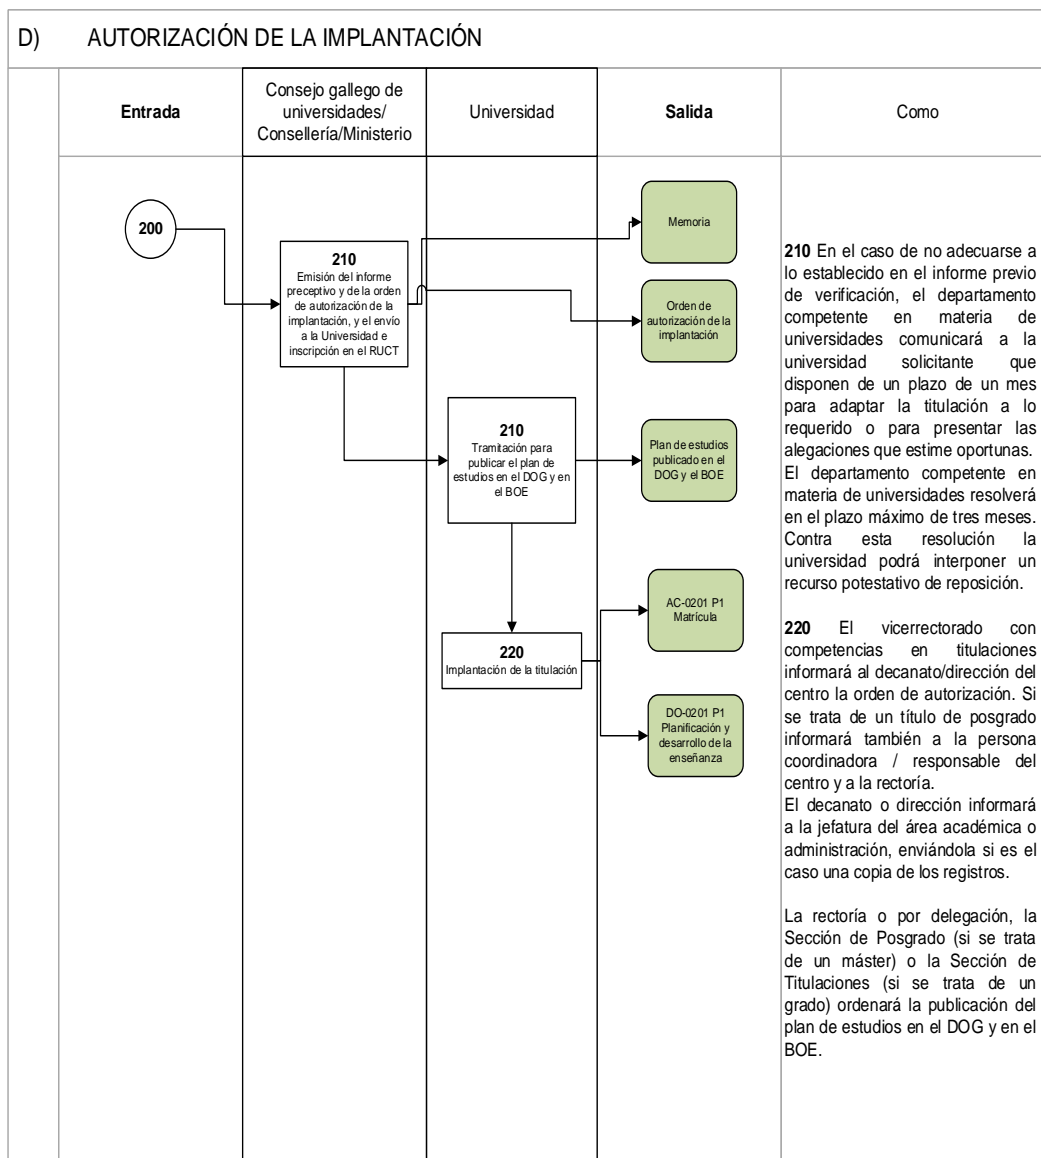 D) AUTORIZACIÓN DE LA IMPLANTACIÓN
Entrada
Consejo gallego de
universidades/
Consellería/Ministerio
Universidad
Salida
Como
200
210
Emisión del informe
preceptivo y de la orden
de autorización de la
implantación, y el envío
a la Universidad e
inscripción en el RUCT
Memoria
Orden de
autorización de la
implantación
210
Tramitación para
publicar el plan de
estudios en el DOG y en
el BOE
Plan de estudios
publicado en el
DOG y el BOE
220
Implantación de la titulación
AC-0201 P1
Matrícula
DO-0201 P1
Planificación y
desarrollo de la
enseñanza
210 En el caso de no adecuarse a
lo establecido en el informe previo
de verificación, el departamento
competente en materia de
universidades comunicará a la
universidad solicitante que
disponen de un plazo de un mes
para adaptar la titulación a lo
requerido o para presentar las
alegaciones que estime oportunas.
El departamento competente en
materia de universidades resolverá
en el plazo máximo de tres meses.
Contra esta resolución la
universidad podrá interponer un
recurso potestativo de reposición.
220 El vicerrectorado con
competencias en titulaciones
informará al decanato/dirección del
centro la orden de autorización. Si
se trata de un título de posgrado
informará también a la persona
coordinadora / responsable del
centro y a la rectoría.
El decanato o dirección informará
a la jefatura del área académica o
administración, enviándola si es el
caso una copia de los registros.
La rectoría o por delegación, la
Sección de Posgrado (si se trata
de un máster) o la Sección de
Titulaciones (si se trata de un
grado) ordenará la publicación del
plan de estudios en el DOG y en el
BOE.